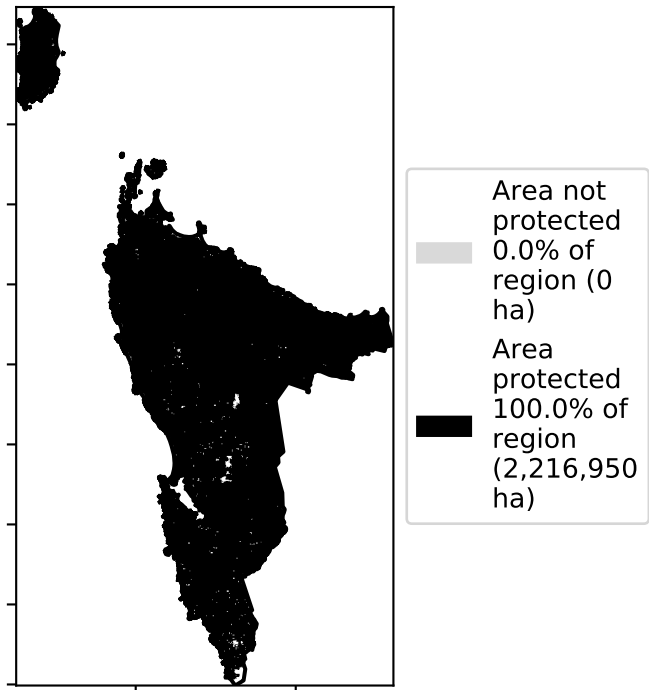 Area not
protected
0.0% of
region (0
ha)
Area
protected
100.0% of
region
(2,216,950
ha)